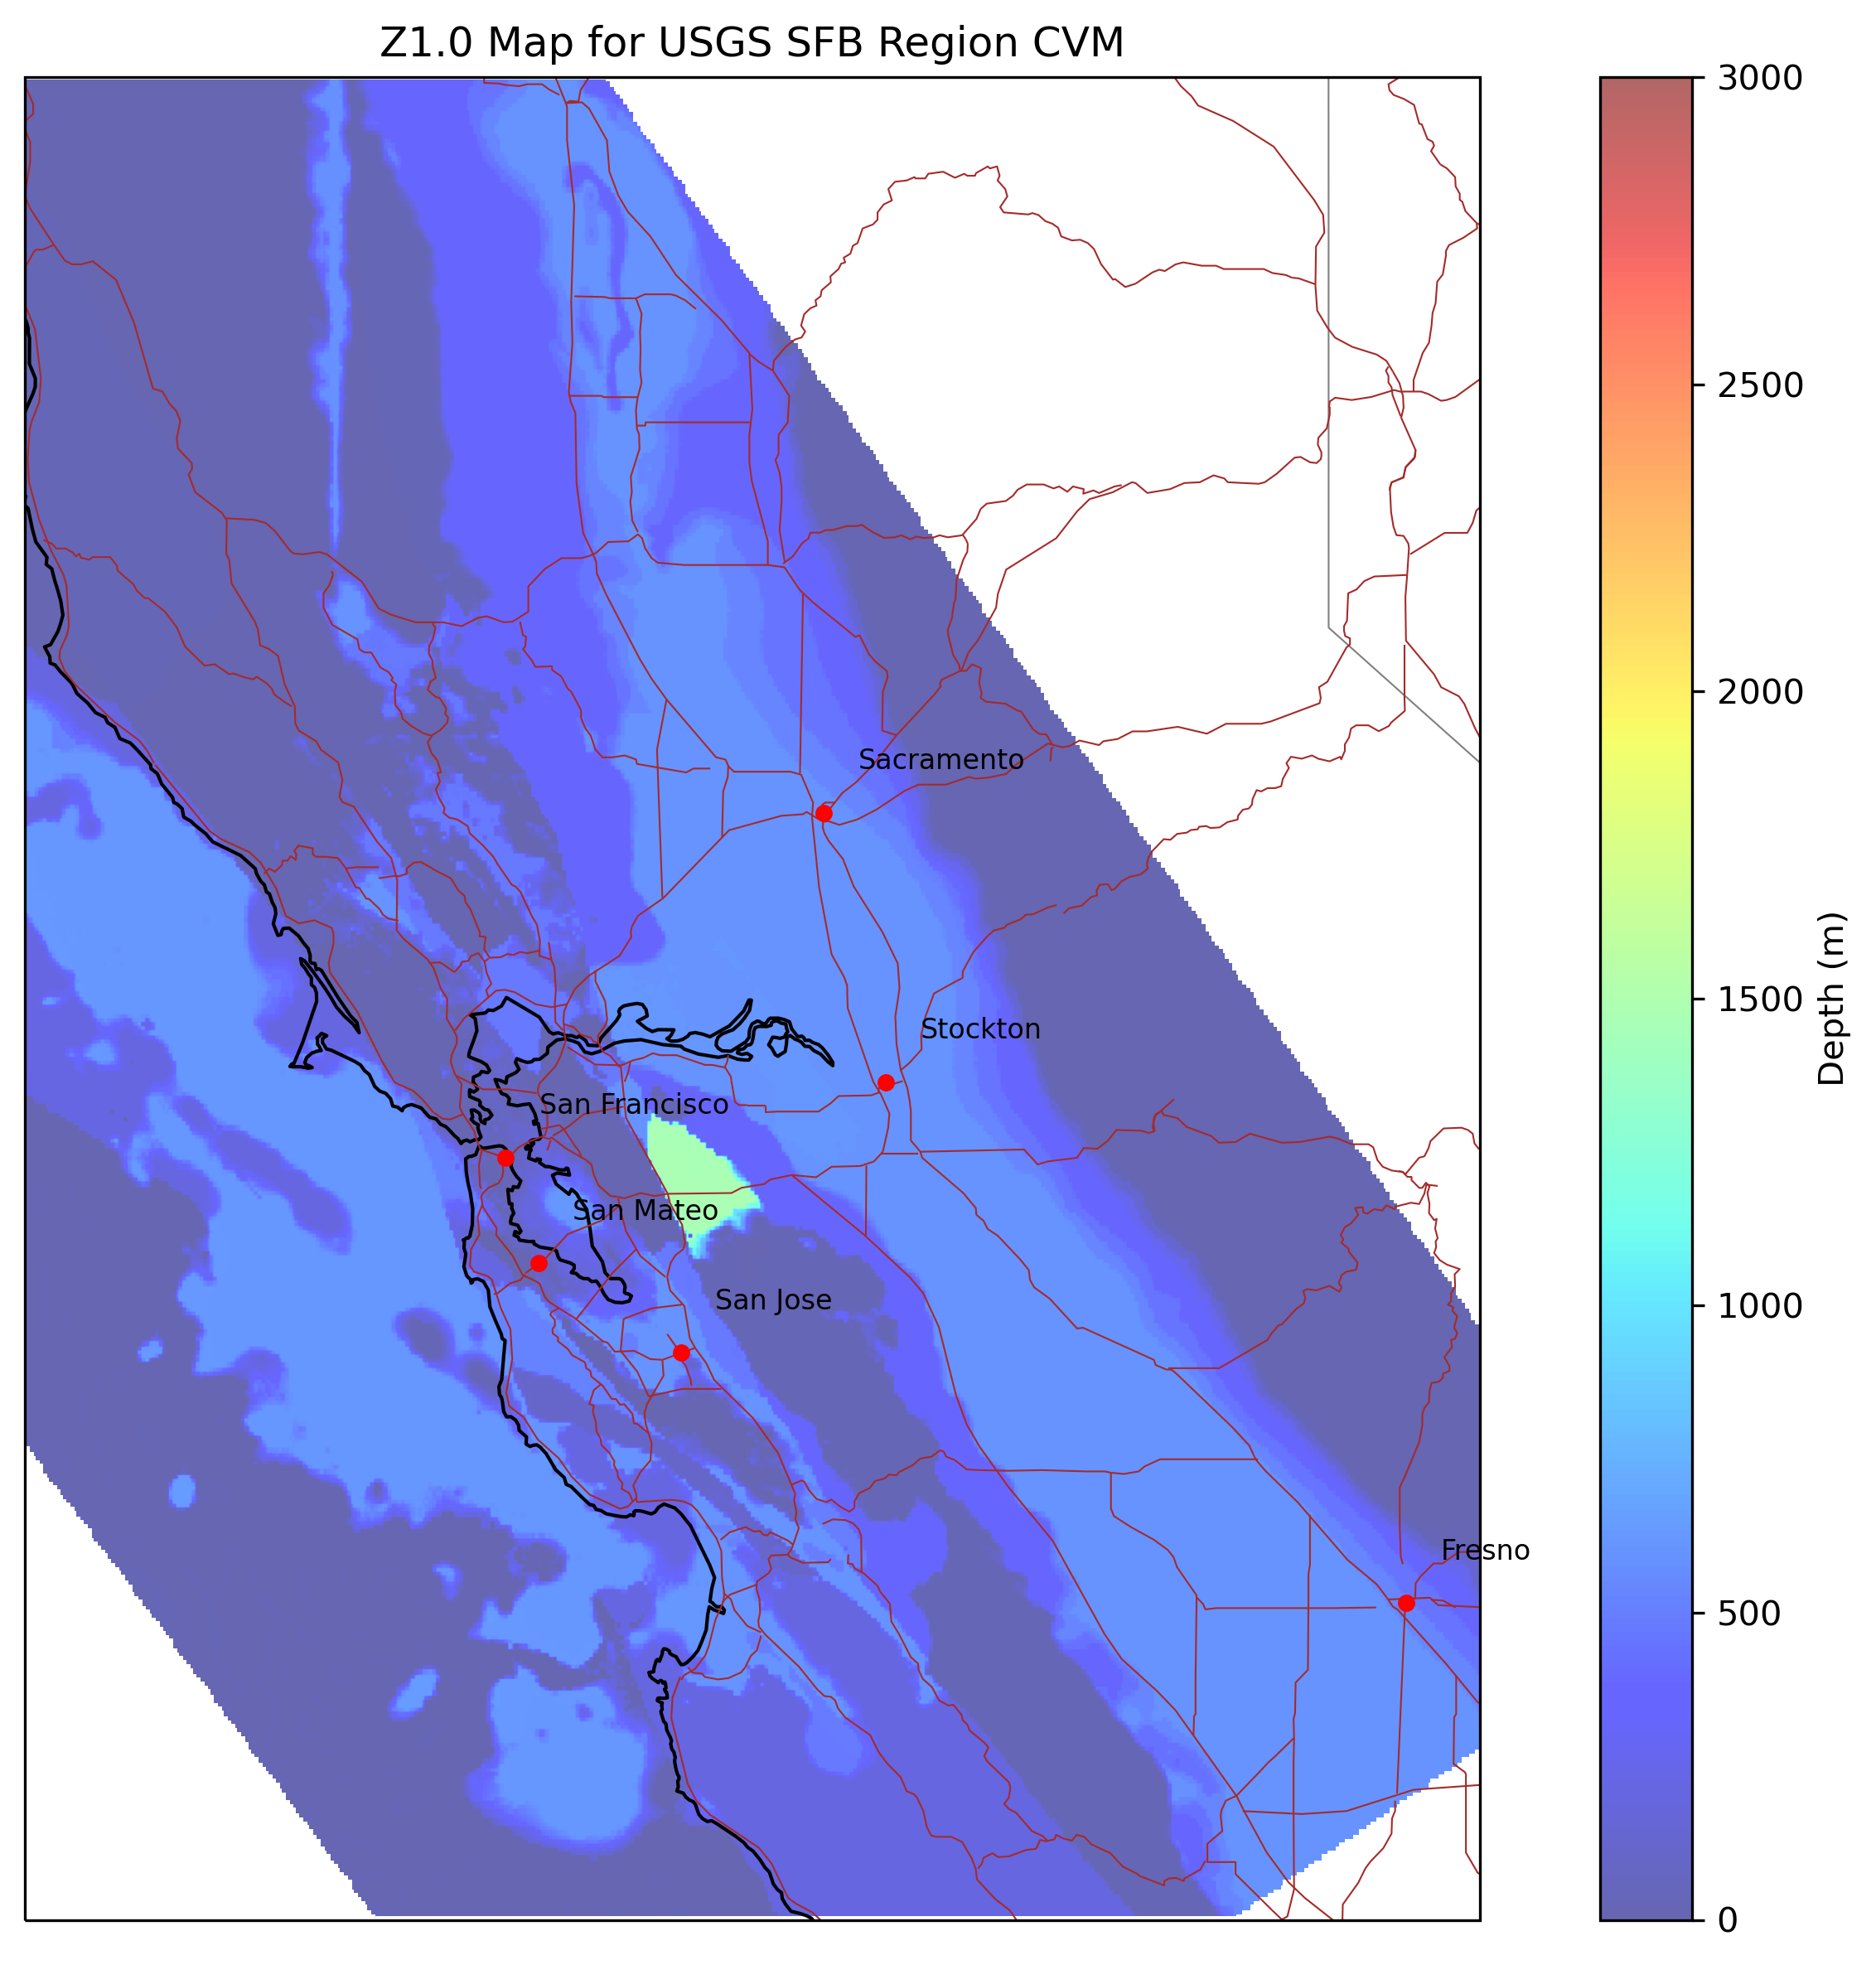 Z1.0 Map for USGS SFB Region CVM
Sacramento
Stockton
San Francisco
San Mateo
San Jose
Fresno
3000
2500
2000
1500
1000
500
0
Depth (m)